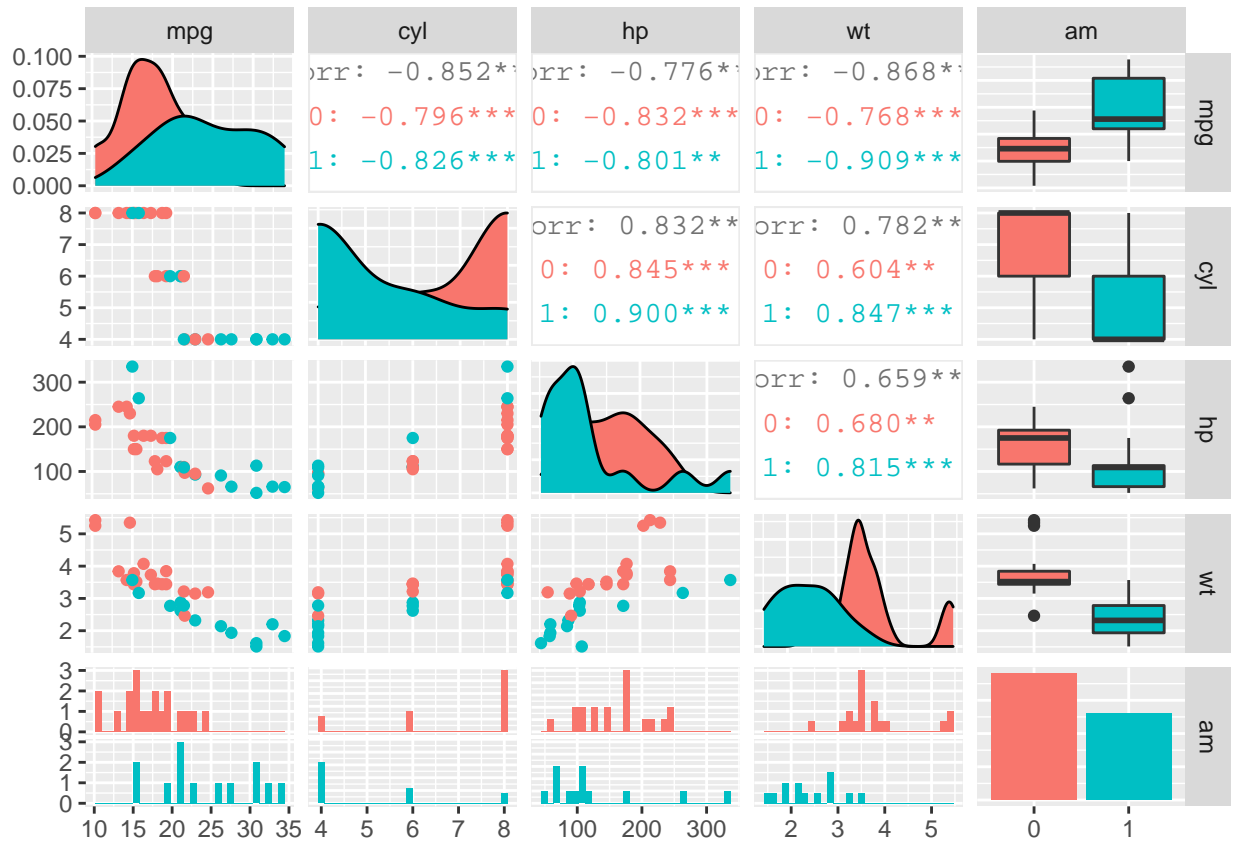 mpg cyl hp wt am
0.100
0.075
0.050
0.025
0.000
orr: -0.852**
0: -0.796***
1: -0.826***
orr: -0.776**
0: -0.832***
1: -0.801**
orr: -0.868**
0: -0.768***
1: -0.909***
mpg
8
7
6
5
4
orr: 0.832**
0: 0.845***
1: 0.900***
orr: 0.782**
0: 0.604**
1: 0.847***
cyl
300
200
100
orr: 0.659**
0: 0.680**
1: 0.815***
hp
5
4
3
2
wt
3
2
1
0
3
2
1
0
am
10 15 20 25 30 35 4 5 6 7 8 100 200 300 2 3 4 5 0 1